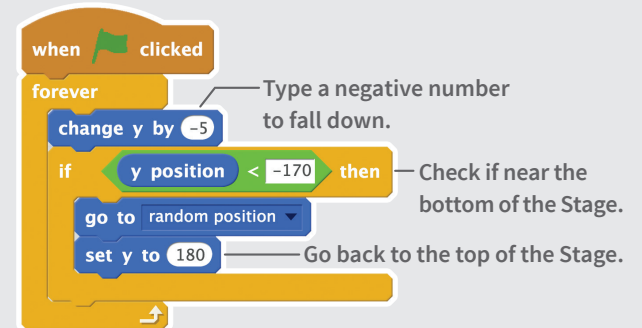 when clicked
forever
Type a negative number
to fall down.
change y by -5
if y position < -170 then
Check if near the
bottom of the Stage.
go to random position
set y to 180
Go back to the top of the Stage.